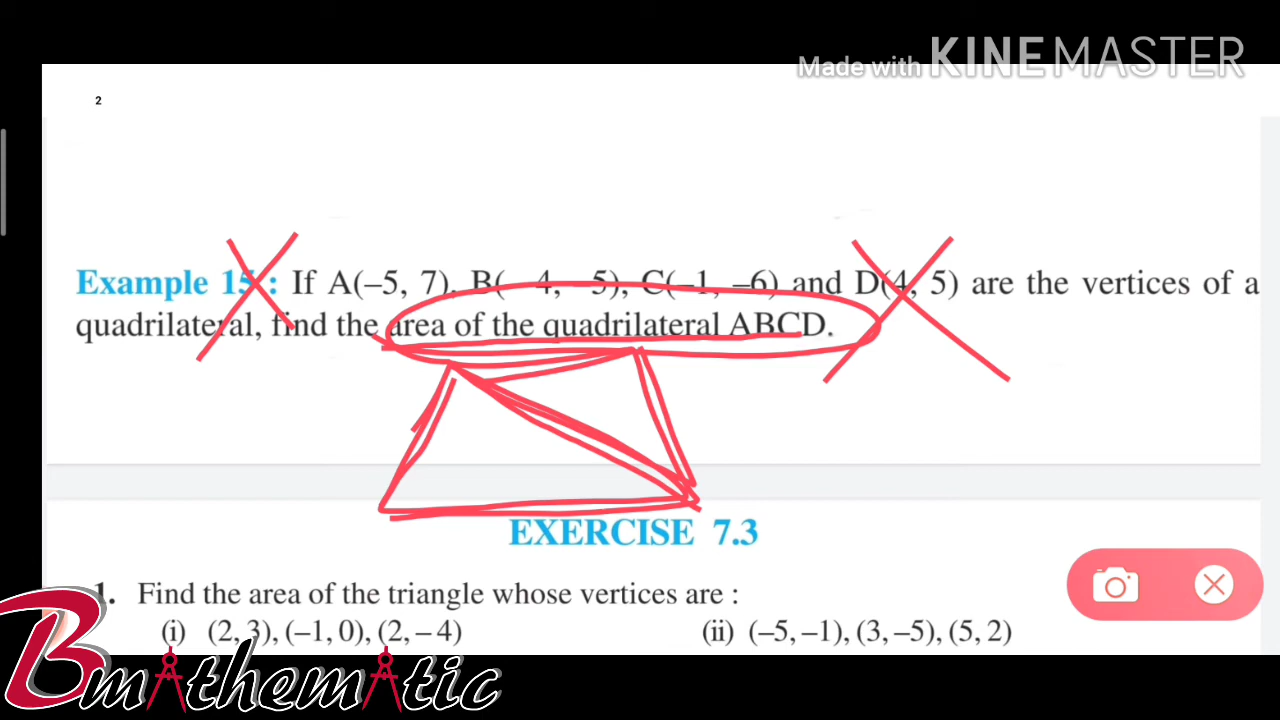 Made with KINEMASTER
2
Example 15 : If A(–5, 7), B(– 4, –5), C(–1, –6) and D(4, 5) are the vertices of a
quadrilateral, find the area of the quadrilateral ABCD.
EXERCISE 7.3
1. Find the area of the triangle whose vertices are :
(i) (2, 3), (–1, 0), (2, – 4) (ii) (–5, –1), (3, –5), (5, 2)
Bmathematic